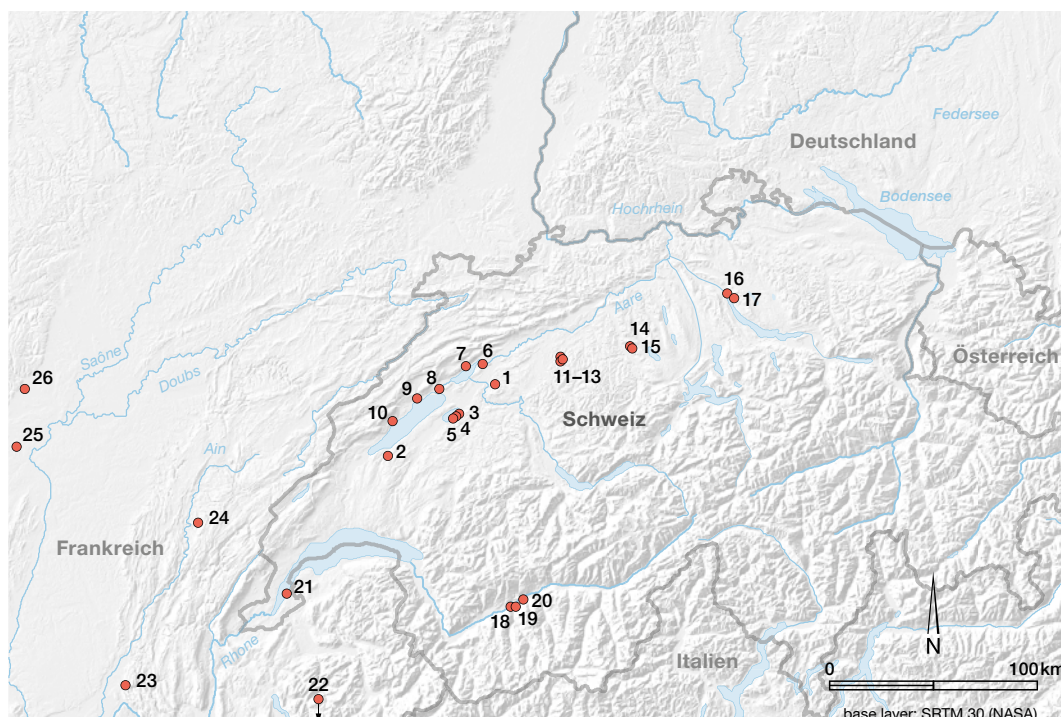 Federsee
Deutschland
Bodensee
Hochrhein
16
17
Aare
14
15
Saône
Österreich
7
6
11–13
Doubs
26
8
1
9
3
Schweiz
10
4
5
25
2
Ain
24
Frankreich
21
20
18
19
N
Rhone
Italien
0
100 km
23
22
base layer: SRTM 30 (NASA)